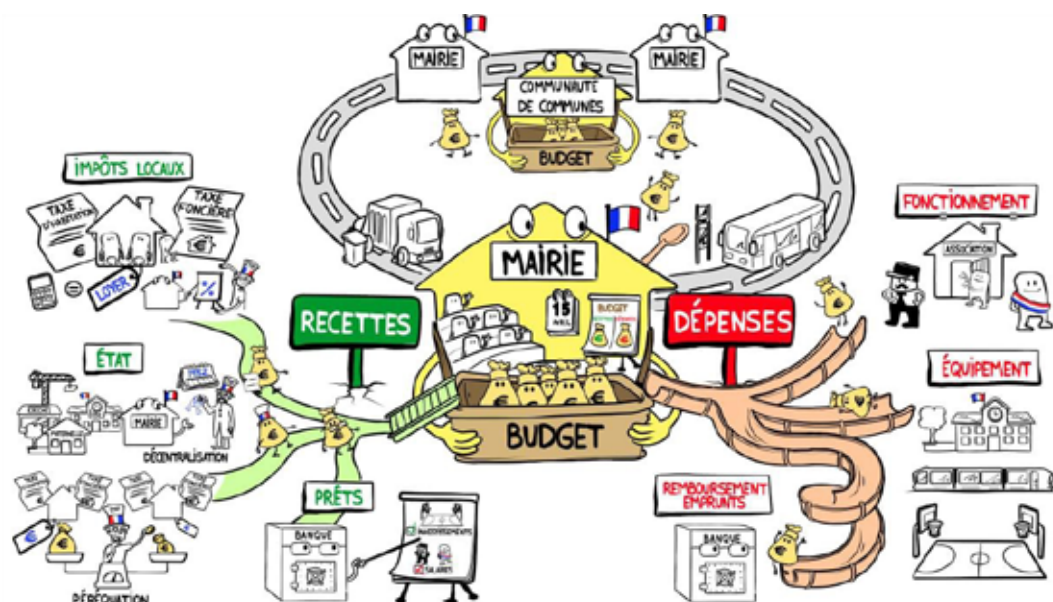 MAIRIE
MAIRIE
COMMUNAUTÉ
DE COMMUNES
BUDGET
IMPÔTS LOCAUX
TAXE
D'HABITATION
€
TAXE
FONCIÈRE
€
LOYER
%
MAIRIE
15
AVRIL
BUDGET
RECETTES
DÉPENSES
FONCTIONNEMENT
ASSOCIATION
ÉTAT
MAIRIE
DÉCENTRALISATION
BUDGET
ÉQUIPEMENT
PRÊTS
BANQUE
INVESTISSEMENTS
SALAIRES
REMBOURSEMENT
EMPRUNTS
BANQUE
PÉRÉQUATION